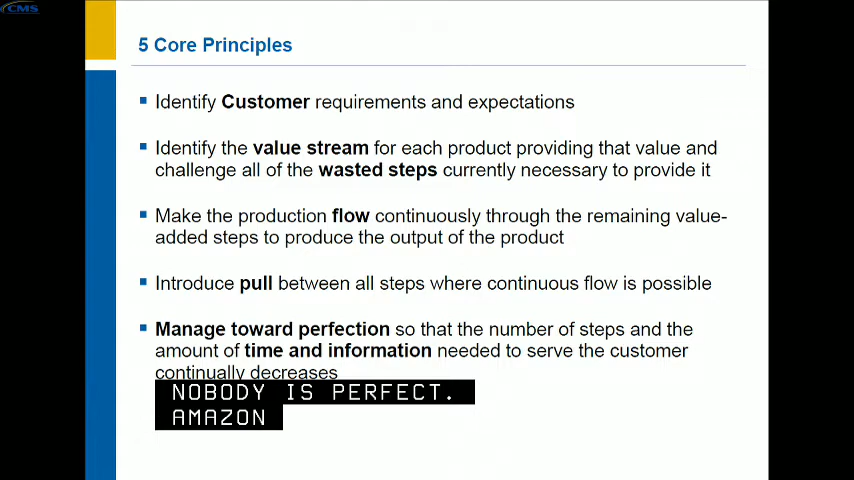 CMS
5 Core Principles
Identify Customer requirements and expectations
Identify the value stream for each product providing that value and
challenge all of the wasted steps currently necessary to provide it
Make the production flow continuously through the remaining value-
added steps to produce the output of the product
Introduce pull between all steps where continuous flow is possible
Manage toward perfection so that the number of steps and the
amount of time and information needed to serve the customer
continually decreases
NOBODY IS PERFECT.
AMAZON